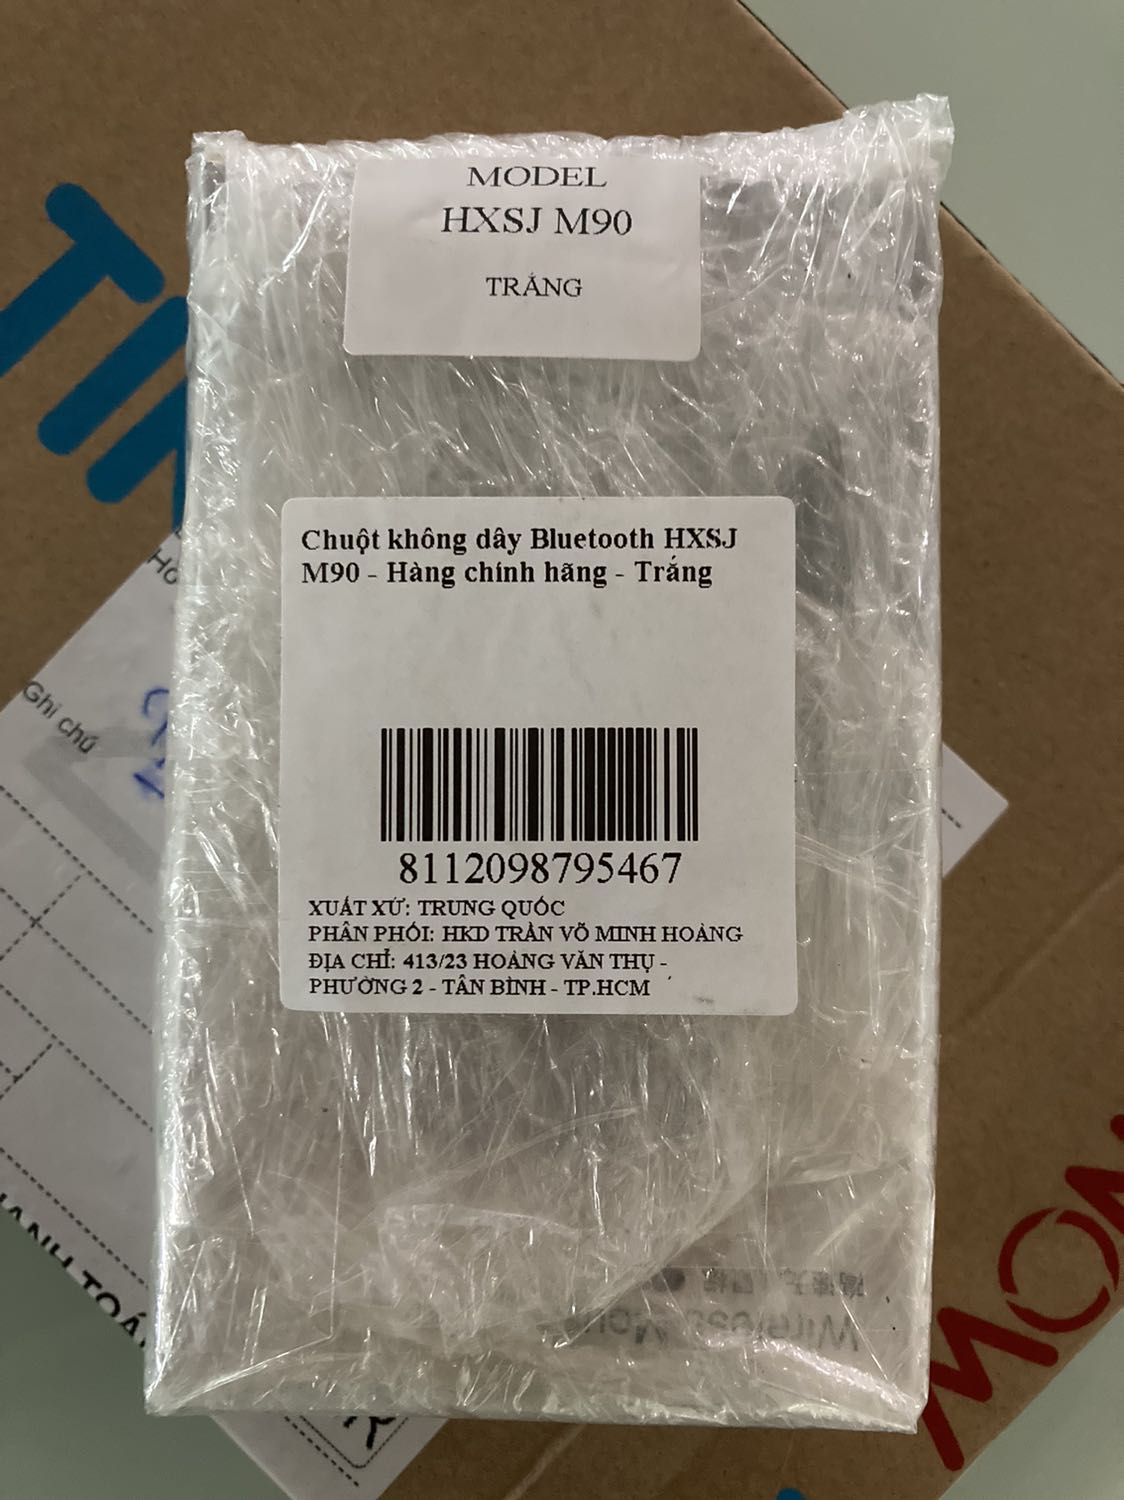 MODEL
HXSJ M90
TRẮNG
Chuột không dây Bluetooth HXSJ
M90 - Hàng chính hãng - Trắng
8112098795467
XUẤT XỨ: TRUNG QUỐC
PHÂN PHỐI: HKD TRẦN VÕ MINH HOÀNG
ĐỊA CHỈ: 413/23 HOÀNG VĂN THỤ -
PHƯỜNG 2 - TÂN BÌNH - TP.HCM
Ghi chú
Wireless Mouse